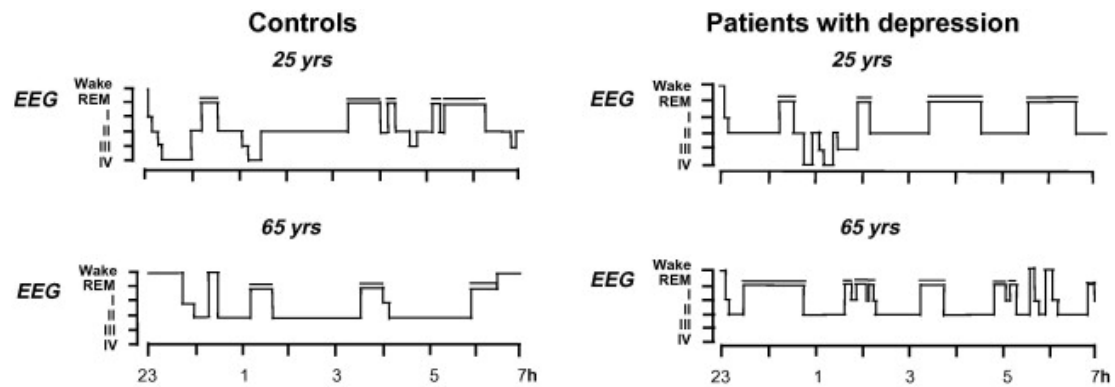 Controls
25 yrs
EEG
Wake
REM
I
II
III
IV
65 yrs
EEG
Wake
REM
I
II
III
IV
23 1 3 5 7h
Patients with depression
25 yrs
EEG
Wake
REM
I
II
III
IV
65 yrs
EEG
Wake
REM
I
II
III
IV
23 1 3 5 7h